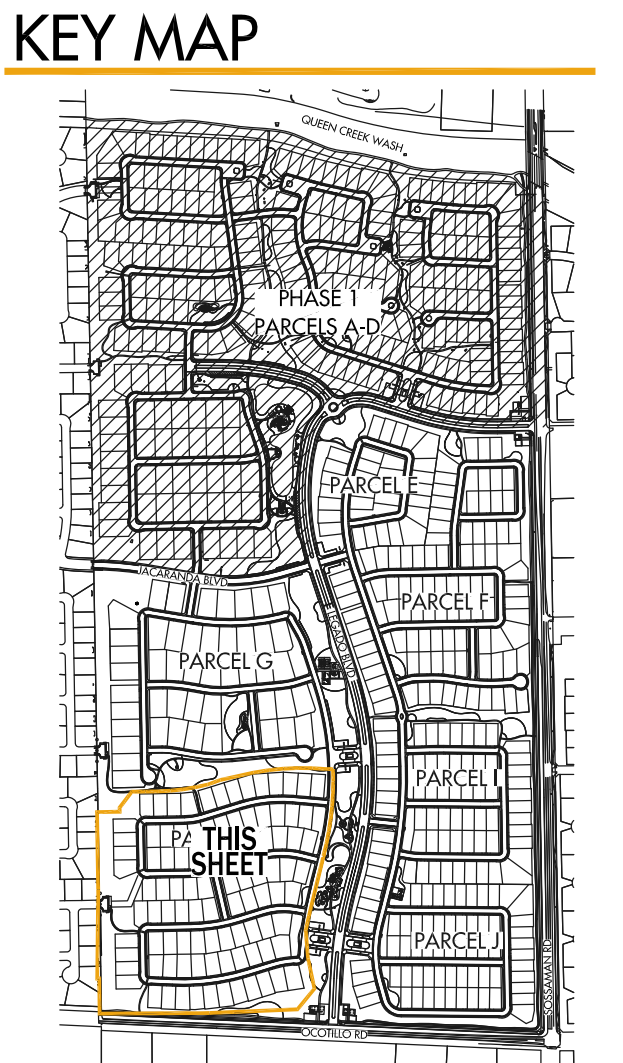 KEY MAP
QUEEN CREEK WASH
PHASE 1
PARCELS A-D
PARCEL E
JACARANDA BLVD
PARCEL F
LEGADO BLVD
PARCEL G
PARCEL I
THIS
SHEET
PARCEL J
SOSSAMAN RD
OCOTILLO RD